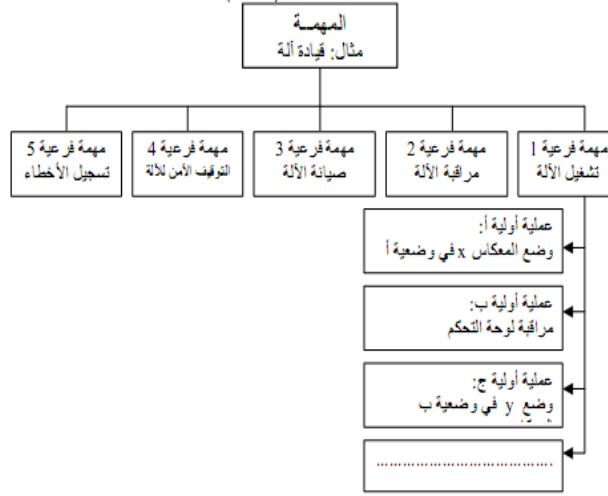 المهمـــة
مثال: قيادة آلة
مهمة فرعية 1
تشغيل الآلة
مهمة فرعية 2
مراقبة الآلة
مهمة فرعية 3
صيانة الآلة
مهمة فرعية 4
التوقيف الآمن للآلة
مهمة فرعية 5
تسجيل الأخطاء
عملية أولية أ:
وضع المعكاس x في وضعية أ
عملية أولية ب:
مراقبة لوحة التحكم
عملية أولية ج:
وضع y في وضعية ب
........................................